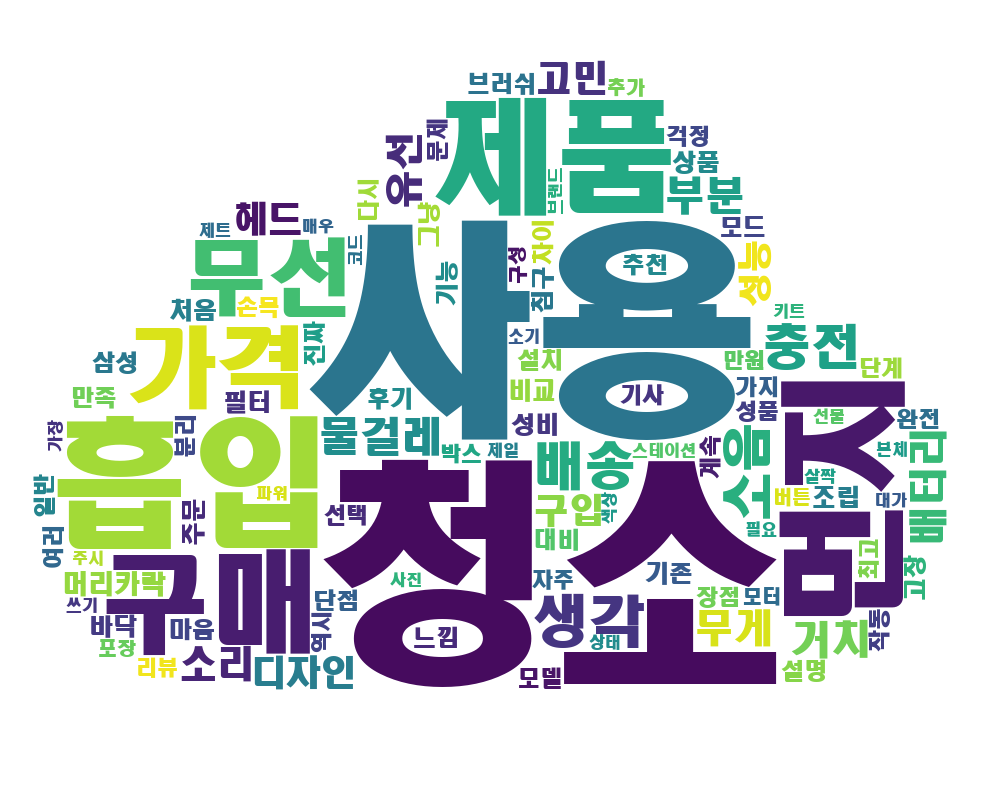 브러쉬
고민
추가
제품
유선
문제
걱정
상품
부분
브랜드
다시
그냥
헤드
매우
제트
코드
무선
모드
차이
구성
성능
사용
추천
기능
친구
처음
손목
진짜
소기
키트
가격
삼성
설치
만원
충전
단계
만족
필터
후기
비교
기사
가지
성품
먼지
선물
완전
가장
흡입
분리
물걸레
성비
박스
제일
배송
스테이션
계속
소음
본체
배터리
살짝
일반
파워
주문
선택
구입
색상
버튼
조립
대가
필요
여러
주시
구매
청소
대비
최고
고장
머리카락
사진
자주
기존
쓰기
단점
생각
장점
모터
바닥
마음
역시
느낌
상태
무게
거치
작동
포장
리뷰
소리
디자인
모델
설명